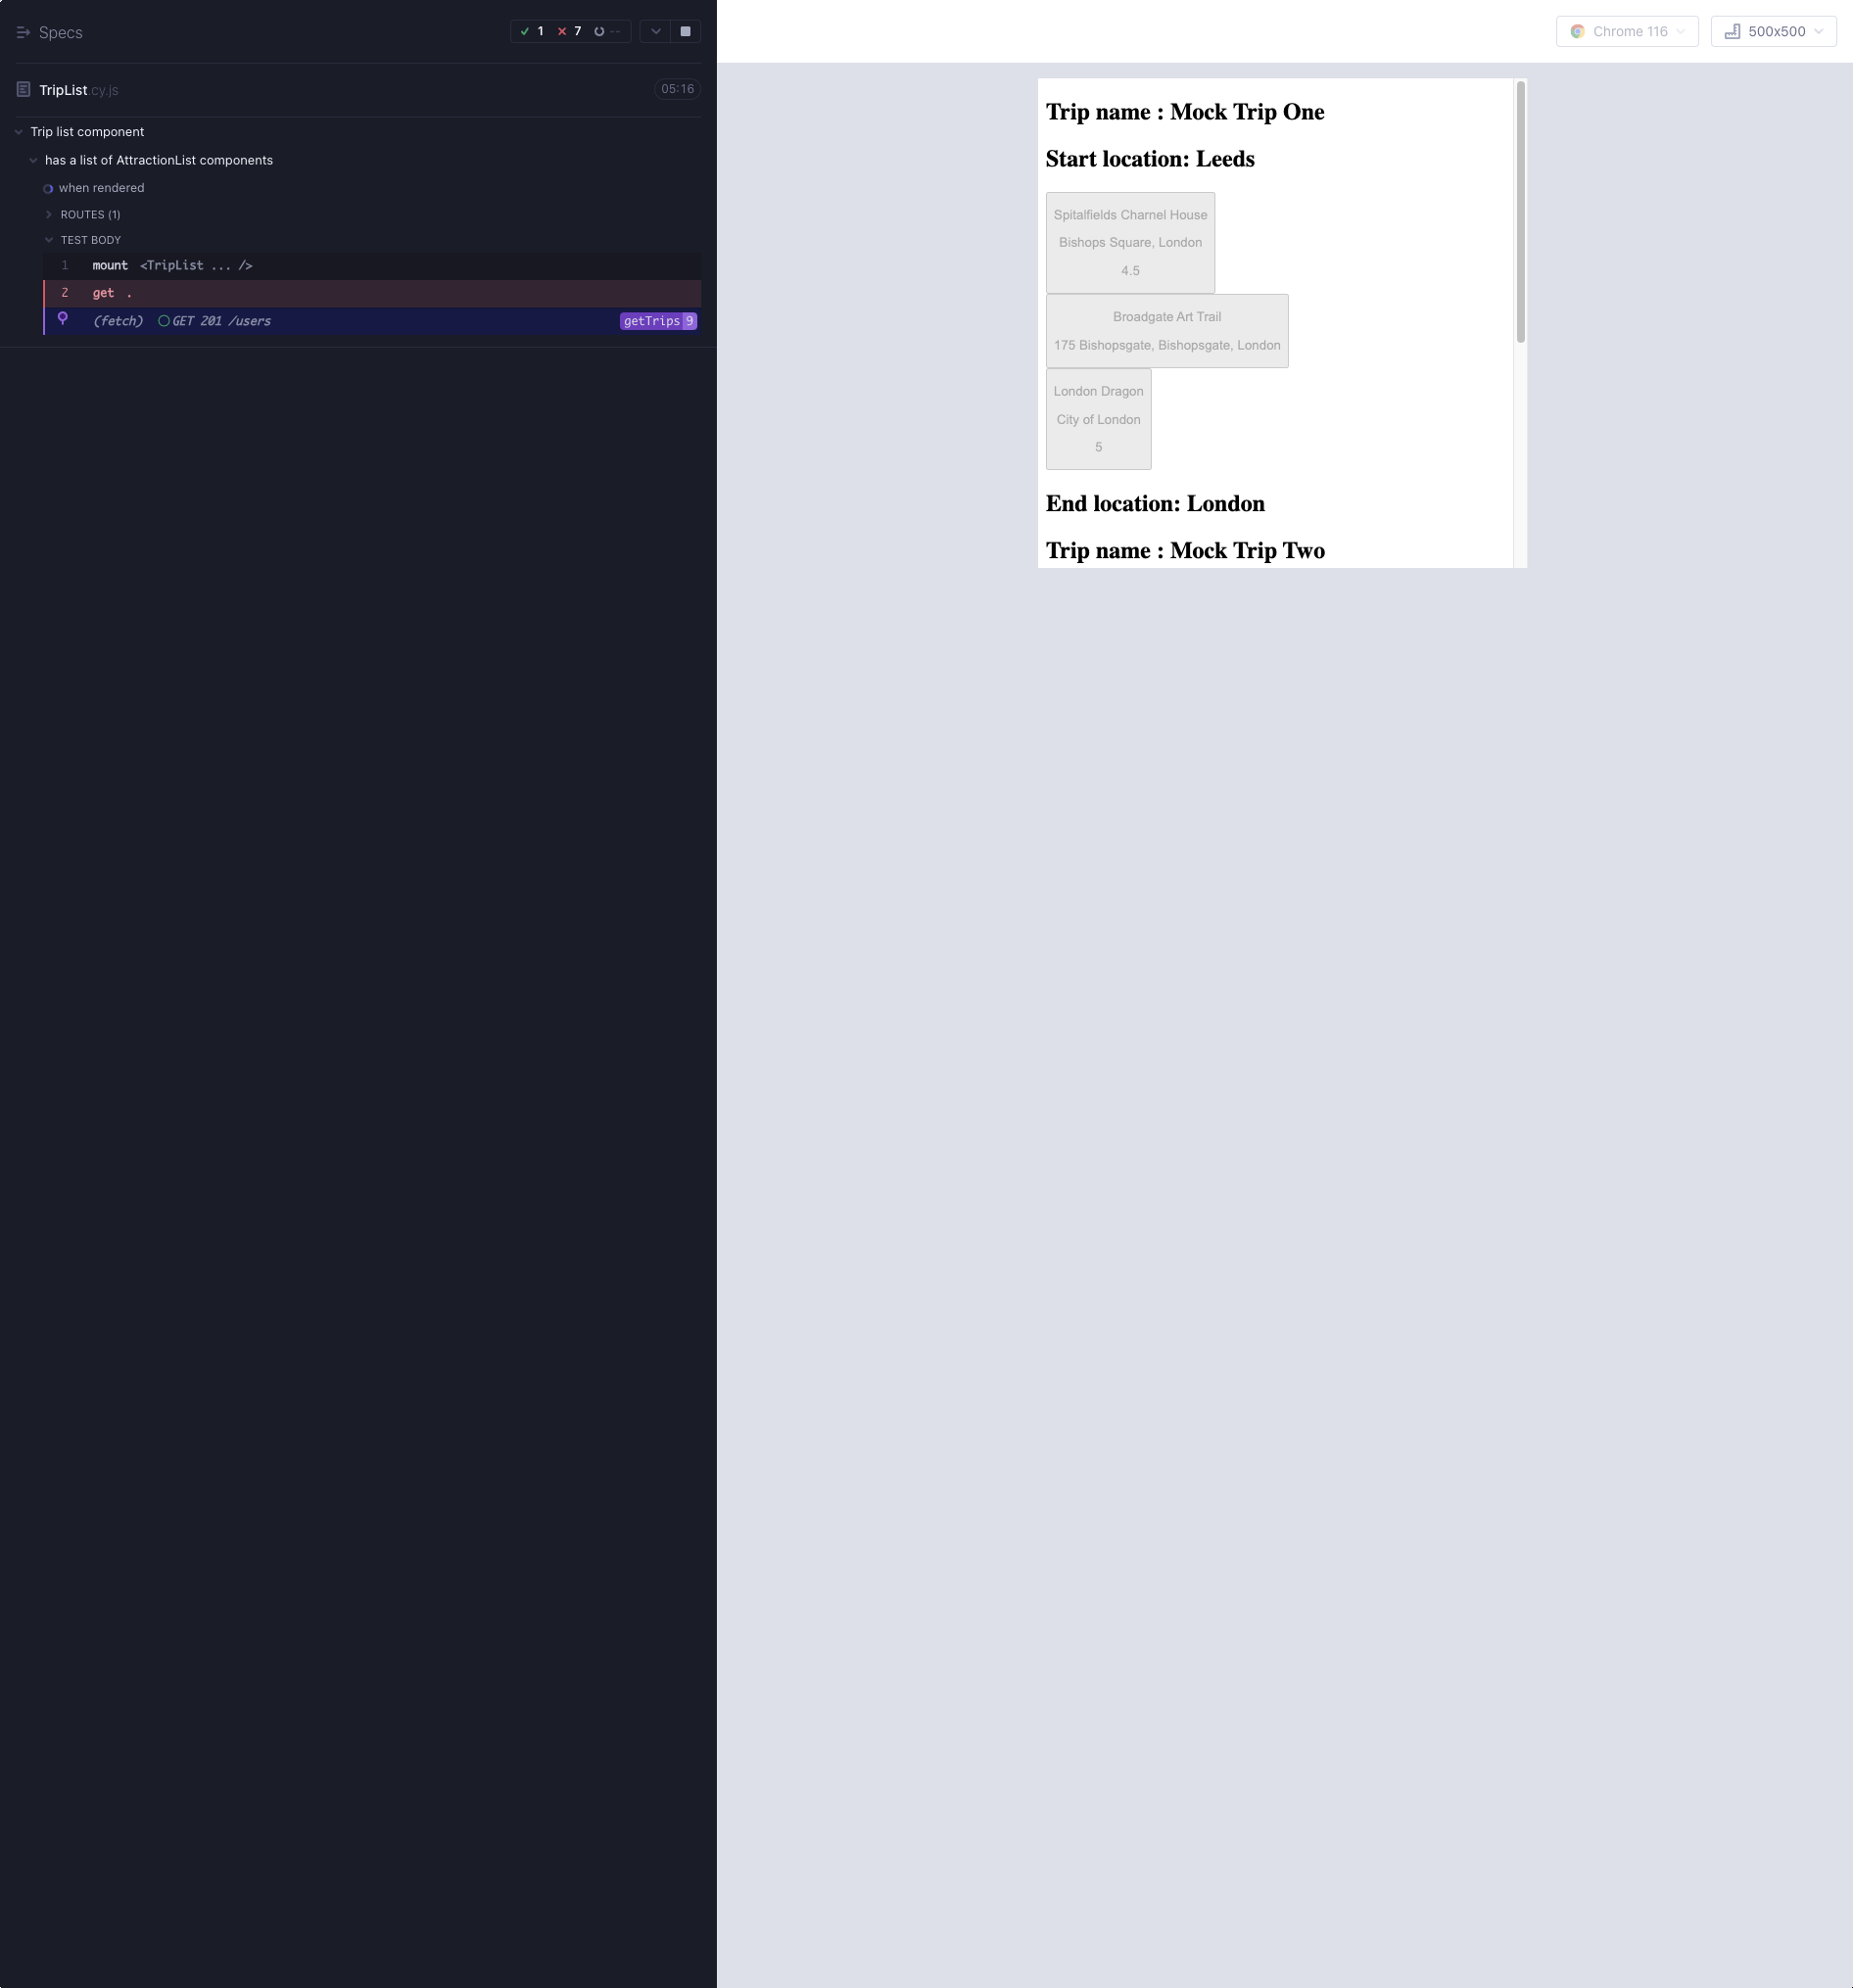 Specs
1 7 --
TripList.cy.js
05:16
Trip list component
has a list of AttractionList components
when rendered
ROUTES (1)
TEST BODY
1 mount <TripList ... />
2 get .
(fetch) GET 201 /users getTrips 9
Chrome 116
500x500
Trip name : Mock Trip One
Start location: Leeds
Spitalfields Charnel House
Bishops Square, London
4.5
Broadgate Art Trail
175 Bishopsgate, Bishopsgate, London
London Dragon
City of London
5
End location: London
Trip name : Mock Trip Two